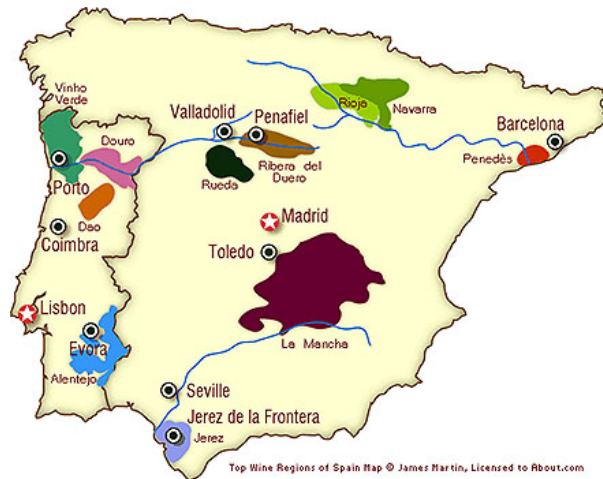 Vinho
Verde
Douro
Porto
Dao
Coimbra
Lisbon
Evora
Alentejo
Valladolid
Penafiel
Rueda
Ribera del
Duero
Rioja
Navarra
Barcelona
Penedès
Madrid
Toledo
La Mancha
Seville
Jerez de la Frontera
Jerez
Top Wine Regions of Spain Map © James Martin, Licensed to About.com